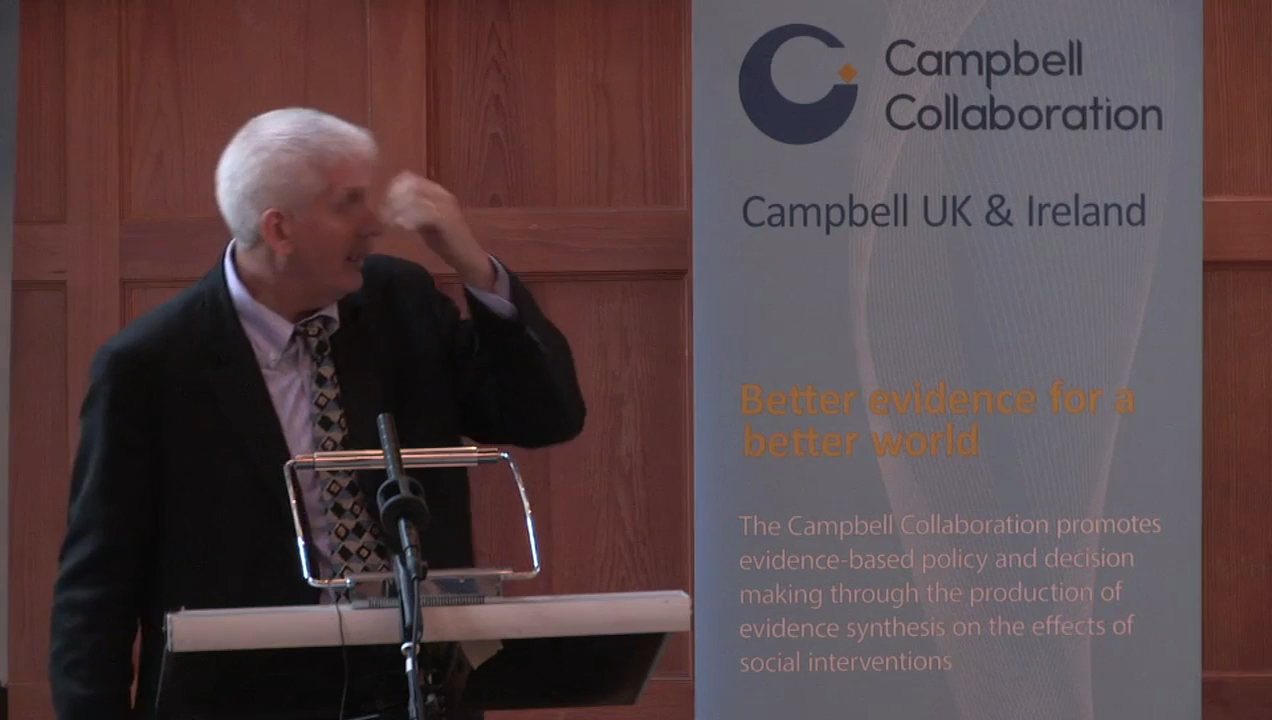 Campbell
Collaboration
Campbell UK & Ireland
Better evidence for a
better world
The Campbell Collaboration promotes
evidence-based policy and decision
making through the production of
evidence synthesis on the effects of
social interventions